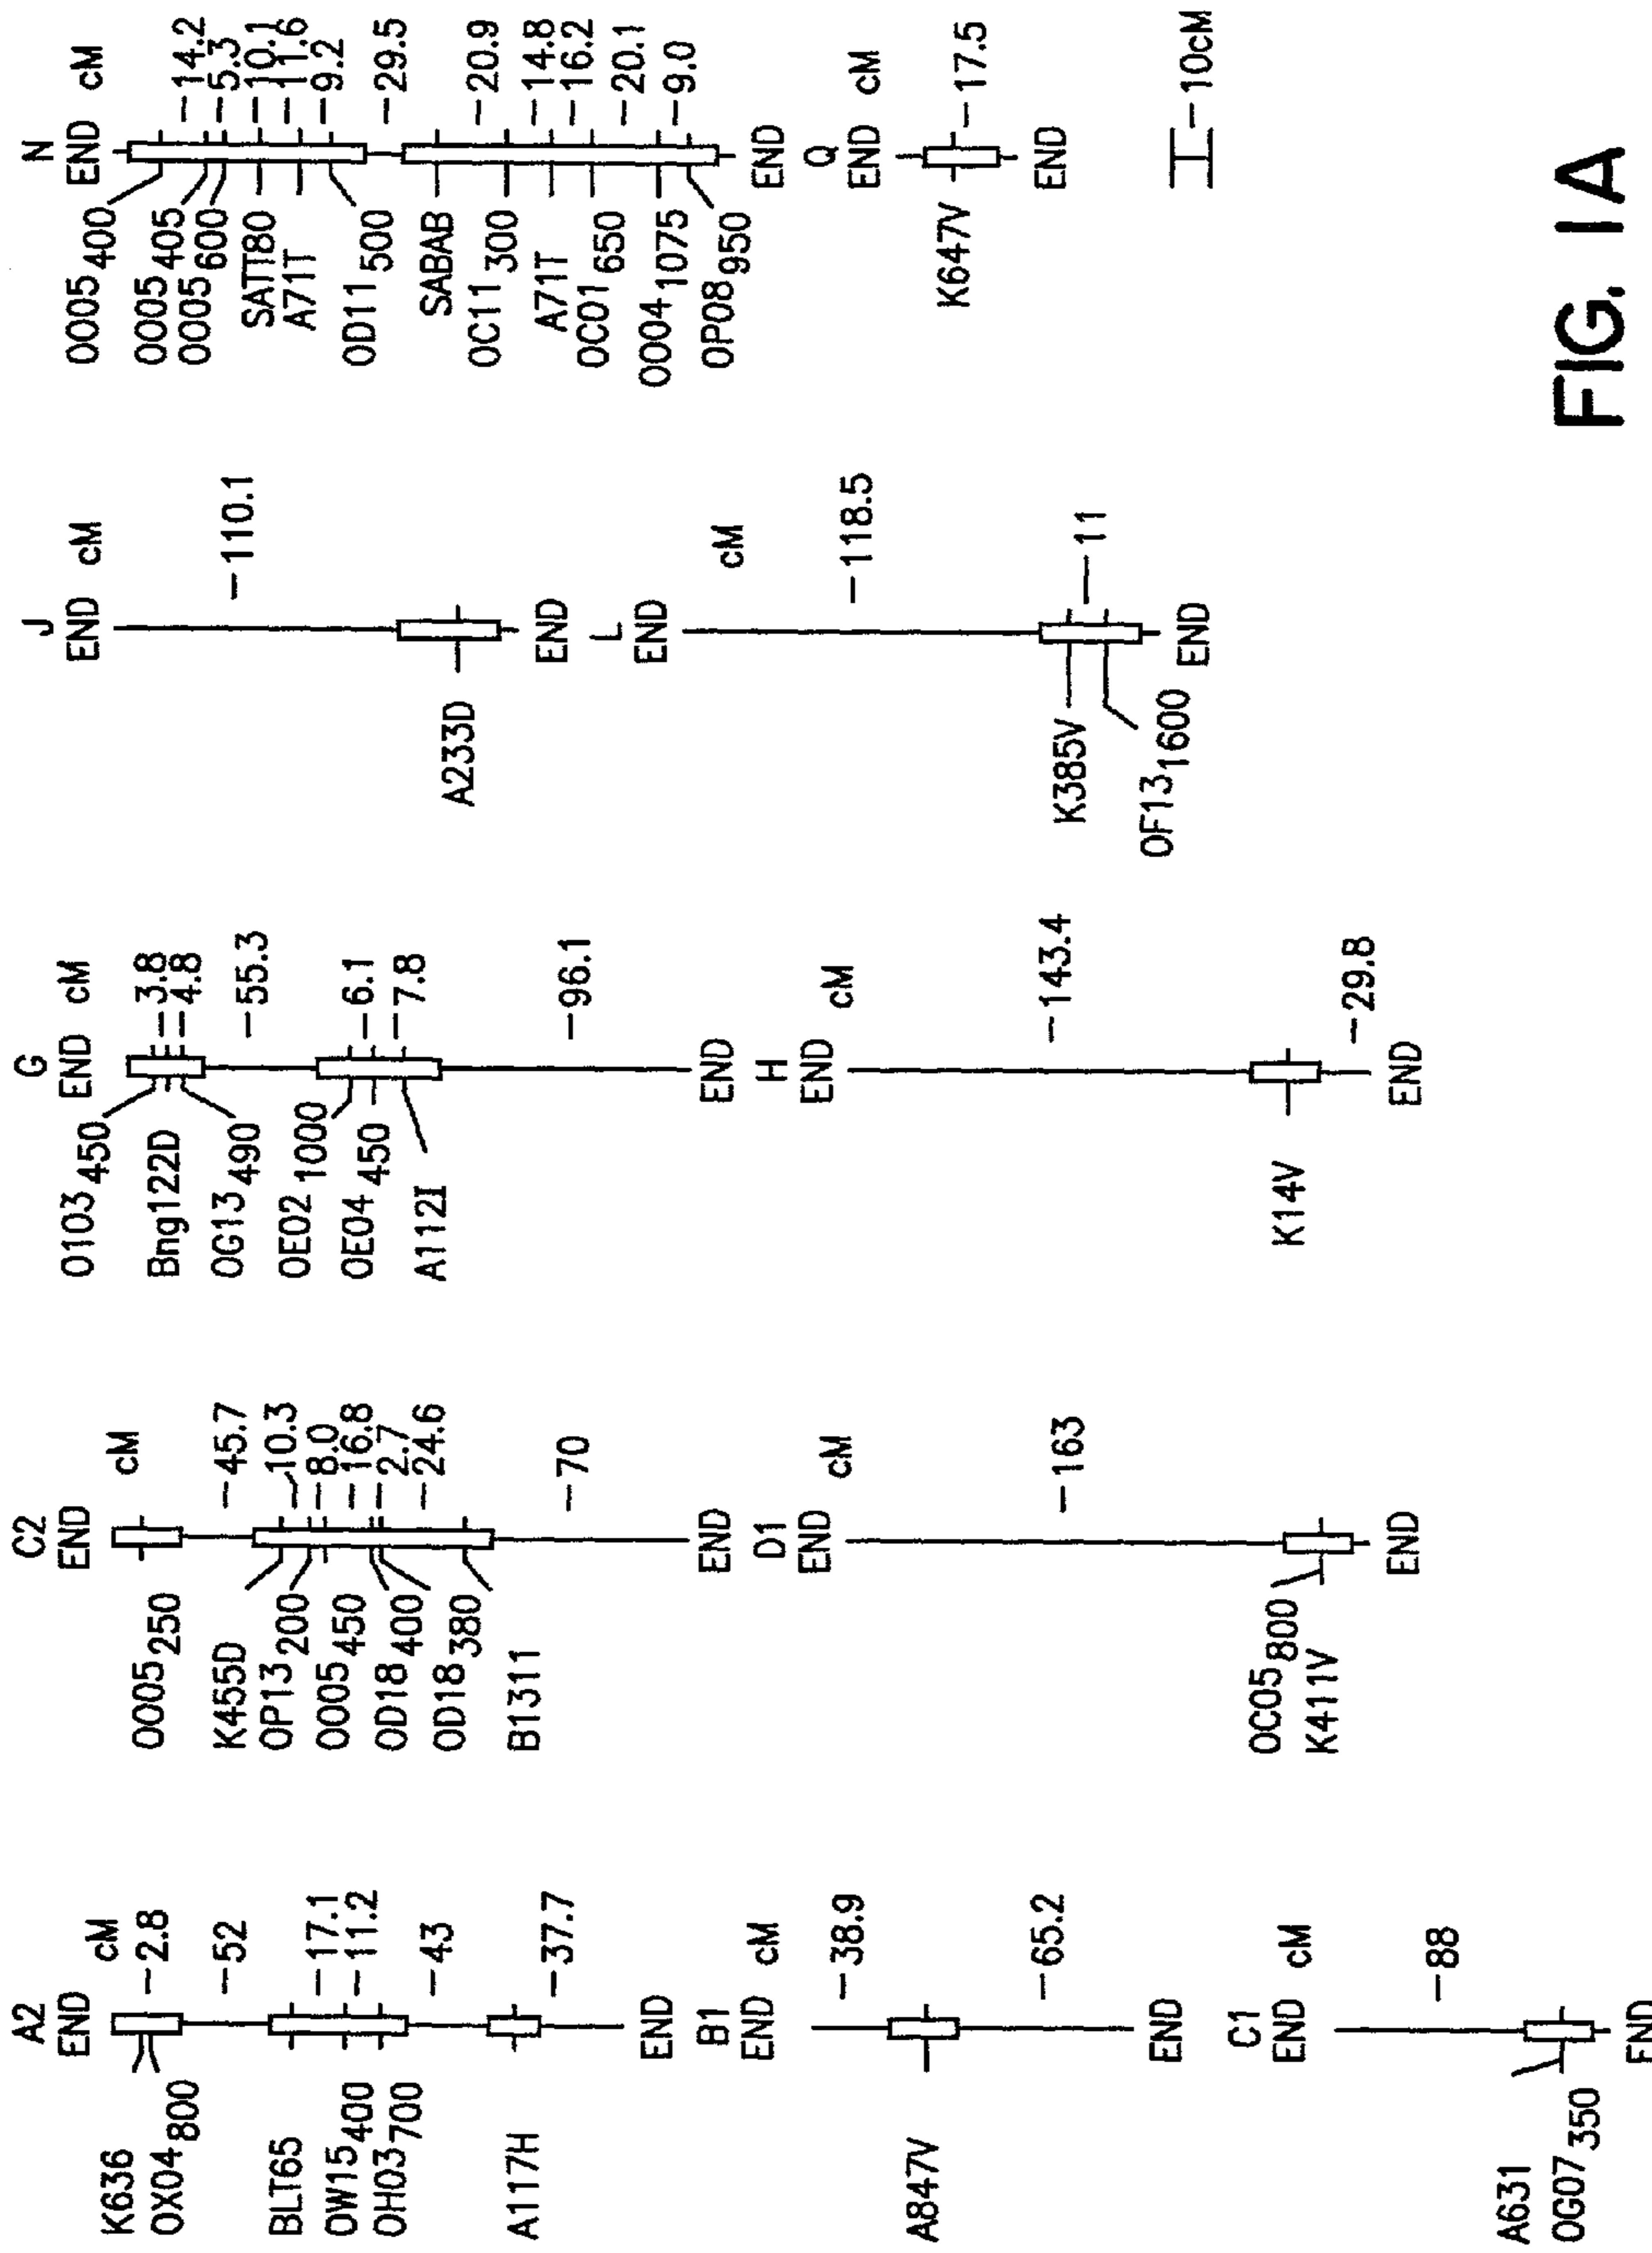 A2
END cM
K636
OX04800
-2.8
-52
BLT65
-17.1
OW15400
-11.2
OH03700
-43
A117H
-37.7
END
B1
END cM
-38.9
A847V
-65.2
END
C1
END cM
-88
A631
OG07350
END
C2
END cM
OO05250
-45.7
K455D
-10.3
OP13200
-8.0
OO05450
-16.8
OD18400
-2.7
OD18380
-24.6
B1311
-70
END
D1
END cM
-163
OC05800
K411V
END
G
END cM
O103450
-3.8
Bng122D
-4.8
OG13490
-55.3
OE021000
-6.1
OE04450
-7.8
A112I
-96.1
END
H
END cM
-143.4
K14V
-29.8
END
J
END cM
-110.1
A233D
END
L
END cM
-118.5
K385V
-11
OF131600
END
N
END cM
OO05400
-14.2
OO05405
-5.3
OO05600
-10.1
SATT80
-11.6
A71T
-9.2
OD11500
-29.5
SABAB
-20.9
OC11300
-14.8
A71T
-16.2
OC01650
-20.1
OO041075
-9.0
OP08950
END
Q
END cM
K647V
-17.5
END
-10cM
FIG. 1A